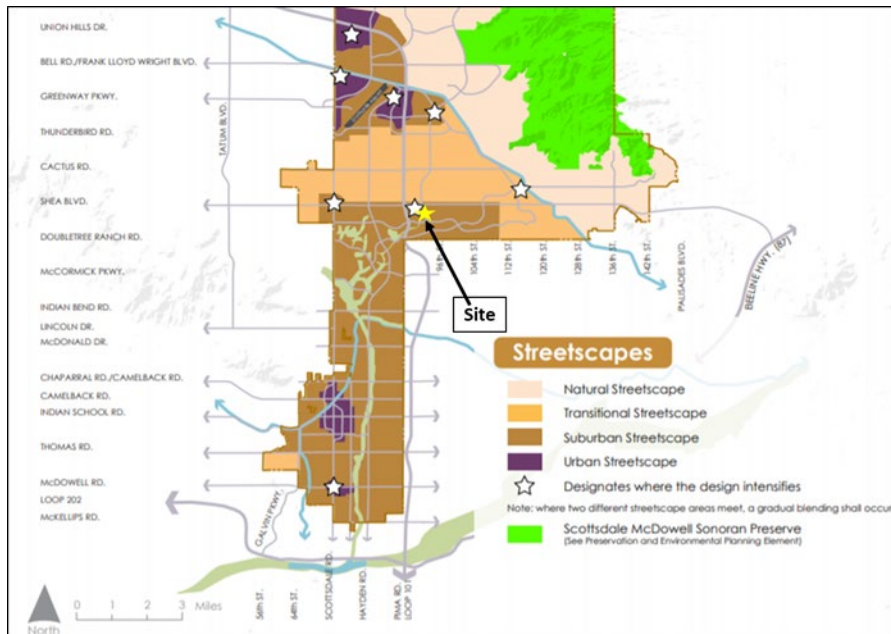 UNION HILLS DR.
BELL RD./FRANK LLOYD WRIGHT BLVD.
GREENWAY PKWY.
THUNDERBIRD RD.
TATUM BLVD.
CACTUS RD.
SHEA BLVD.
DOUBLETREE RANCH RD.
96th ST.
104th ST.
112th ST.
120th ST.
128th ST.
136th ST.
142th ST.
PALISADES BLVD.
BEELINE HWY. (87)
McCORMICK PKWY.
INDIAN BEND RD.
Site
LINCOLN DR.
McDONALD DR.
Streetscapes
CHAPARRAL RD./CAMELBACK RD.
CAMELBACK RD.
INDIAN SCHOOL RD.
THOMAS RD.
McDOWELL RD.
LOOP 202
McKELLIPS RD.
GALVIN PKWY.
Natural Streetscape
Transitional Streetscape
Suburban Streetscape
Urban Streetscape
Designates where the design intensifies
Note: where two different streetscape areas meet, a gradual blending shall occur
Scottsdale McDowell Sonoran Preserve
(See Preservation and Environmental Planning Element)
North
0 1 2 3 Miles
56th ST.
64th ST.
SCOTTSDALE RD.
HAYDEN RD.
PIMA RD.
LOOP 101